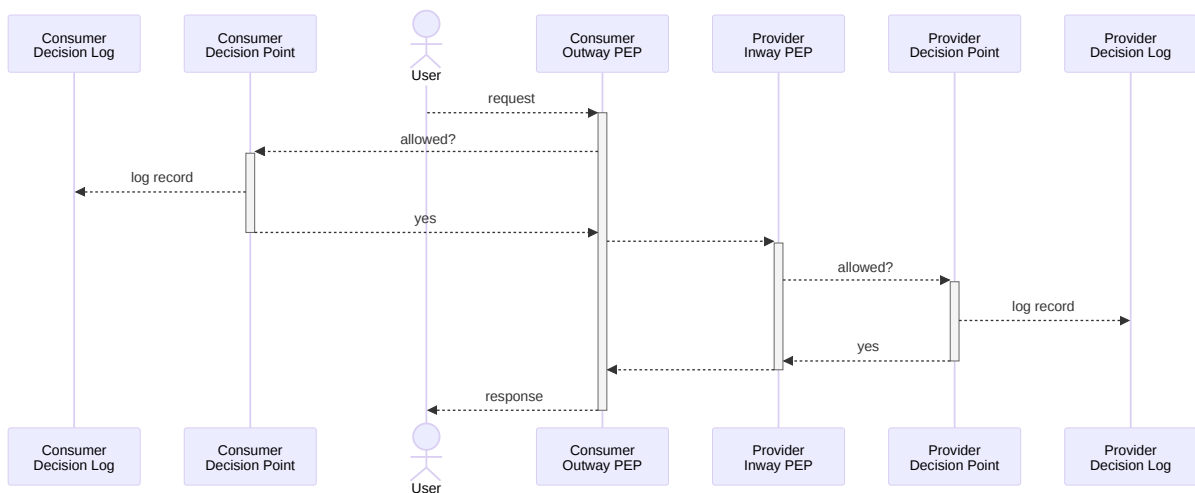 Consumer
Decision Log
Consumer
Decision Point
User
Consumer
Outway PEP
Provider
Inway PEP
Provider
Decision Point
Provider
Decision Log
request
allowed?
log record
yes
allowed?
log record
yes
response
Consumer
Decision Log
Consumer
Decision Point
User
Consumer
Outway PEP
Provider
Inway PEP
Provider
Decision Point
Provider
Decision Log